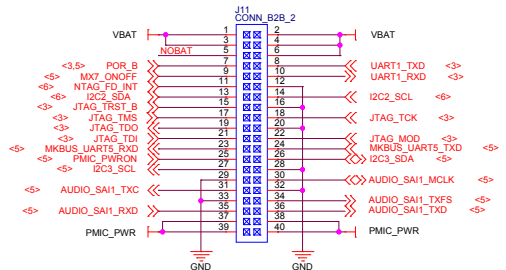 J11
CONN_B2B_2
VBAT 1 2 VBAT
3 4
NOBAT 5 6
<3,5> POR_B 7 8 UART1_TXD <3>
<5> MX7_ONOFF 9 10 UART1_RXD <3>
<6> NTAG_FD_INT 11 12
<6> I2C2_SDA 13 14 I2C2_SCL <6>
<3> JTAG_TRST_B 15 16
<3> JTAG_TMS 17 18 JTAG_TCK <3>
<3> JTAG_TDO 19 20
<3> JTAG_TDI 21 22 JTAG_MOD <3>
<5> MKBUS_UART5_RXD 23 24 MKBUS_UART5_TXD <5>
<5> PMIC_PWRON 25 26 I2C3_SDA <5>
<5> I2C3_SCL 27 28
29 30 AUDIO_SAI1_MCLK <5>
<5> AUDIO_SAI1_TXC 31 32
33 34 AUDIO_SAI1_TXFS <5>
<5> AUDIO_SAI1_RXD 35 36 AUDIO_SAI1_TXD <5>
37 38
PMIC_PWR 39 40 PMIC_PWR
GND GND